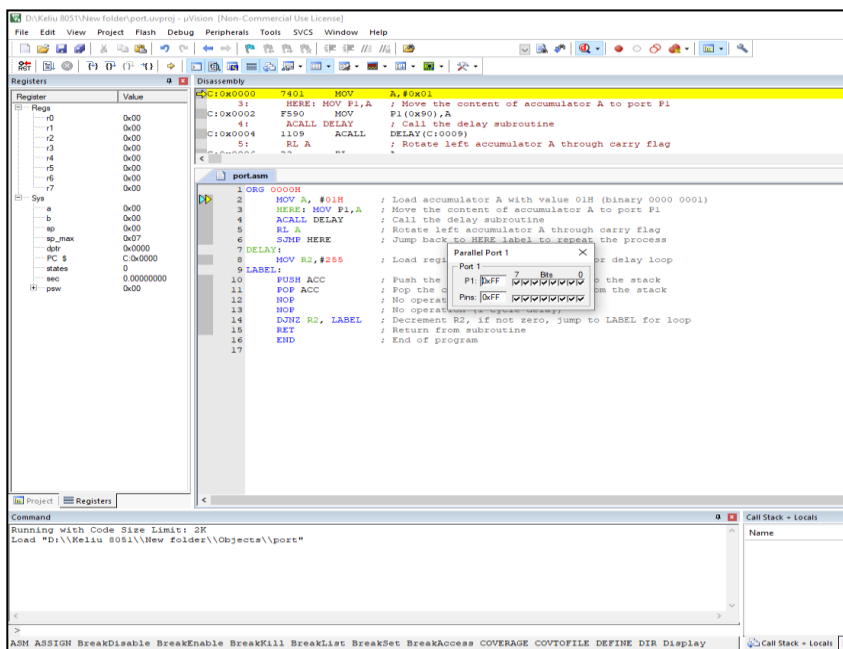 D:\Keliu 8051\New folder\port.uvproj - µVision [Non-Commercial Use License]
File Edit View Project Flash Debug Peripherals Tools SVCS Window Help
RST
Registers
Register Value
Regs
r0 0x00
r1 0x00
r2 0x00
r3 0x00
r4 0x00
r5 0x00
r6 0x00
r7 0x00
Sys
a 0x00
b 0x00
sp 0x07
sp_max 0x07
dptr 0x0000
PC $ C:0x0000
states 0
sec 0.00000000
psw 0x00
Project Registers
Disassembly
C:0x0000 7401 MOV A,#0x01
3: HERE: MOV P1,A ; Move the content of accumulator A to port P1
C:0x0002 F590 MOV P1(0x90),A
4: ACALL DELAY ; Call the delay subroutine
C:0x0004 1109 ACALL DELAY(C:0009)
5: RL A ; Rotate left accumulator A through carry flag
port.asm
1 ORG 0000H
2 MOV A, #01H ; Load accumulator A with value 01H (binary 0000 0001)
3 HERE: MOV P1,A ; Move the content of accumulator A to port P1
4 ACALL DELAY ; Call the delay subroutine
5 RL A ; Rotate left accumulator A through carry flag
6 SJMP HERE ; Jump back to HERE label to repeat the process
7 DELAY:
8 MOV R2,#255 ; Load regi or delay loop
9 LABEL:
10 PUSH ACC ; Push the o the stack
11 POP ACC ; Pop the c om the stack
12 NOP ; No operati
13 NOP ; No operation (1 cycle delay)
14 DJNZ R2, LABEL ; Decrement R2, if not zero, jump to LABEL for loop
15 RET ; Return from subroutine
16 END ; End of program
17
Parallel Port 1
Port 1
7 Bits 0
P1: 0xFF
Pins: 0xFF
Command
Running with Code Size Limit: 2K
Load "D:\\Keliu 8051\\New folder\\Objects\\port"
>
ASM ASSIGN BreakDisable BreakEnable BreakKill BreakList BreakSet BreakAccess COVERAGE COVTOFILE DEFINE DIR Display
Call Stack + Locals
Name
Call Stack + Locals